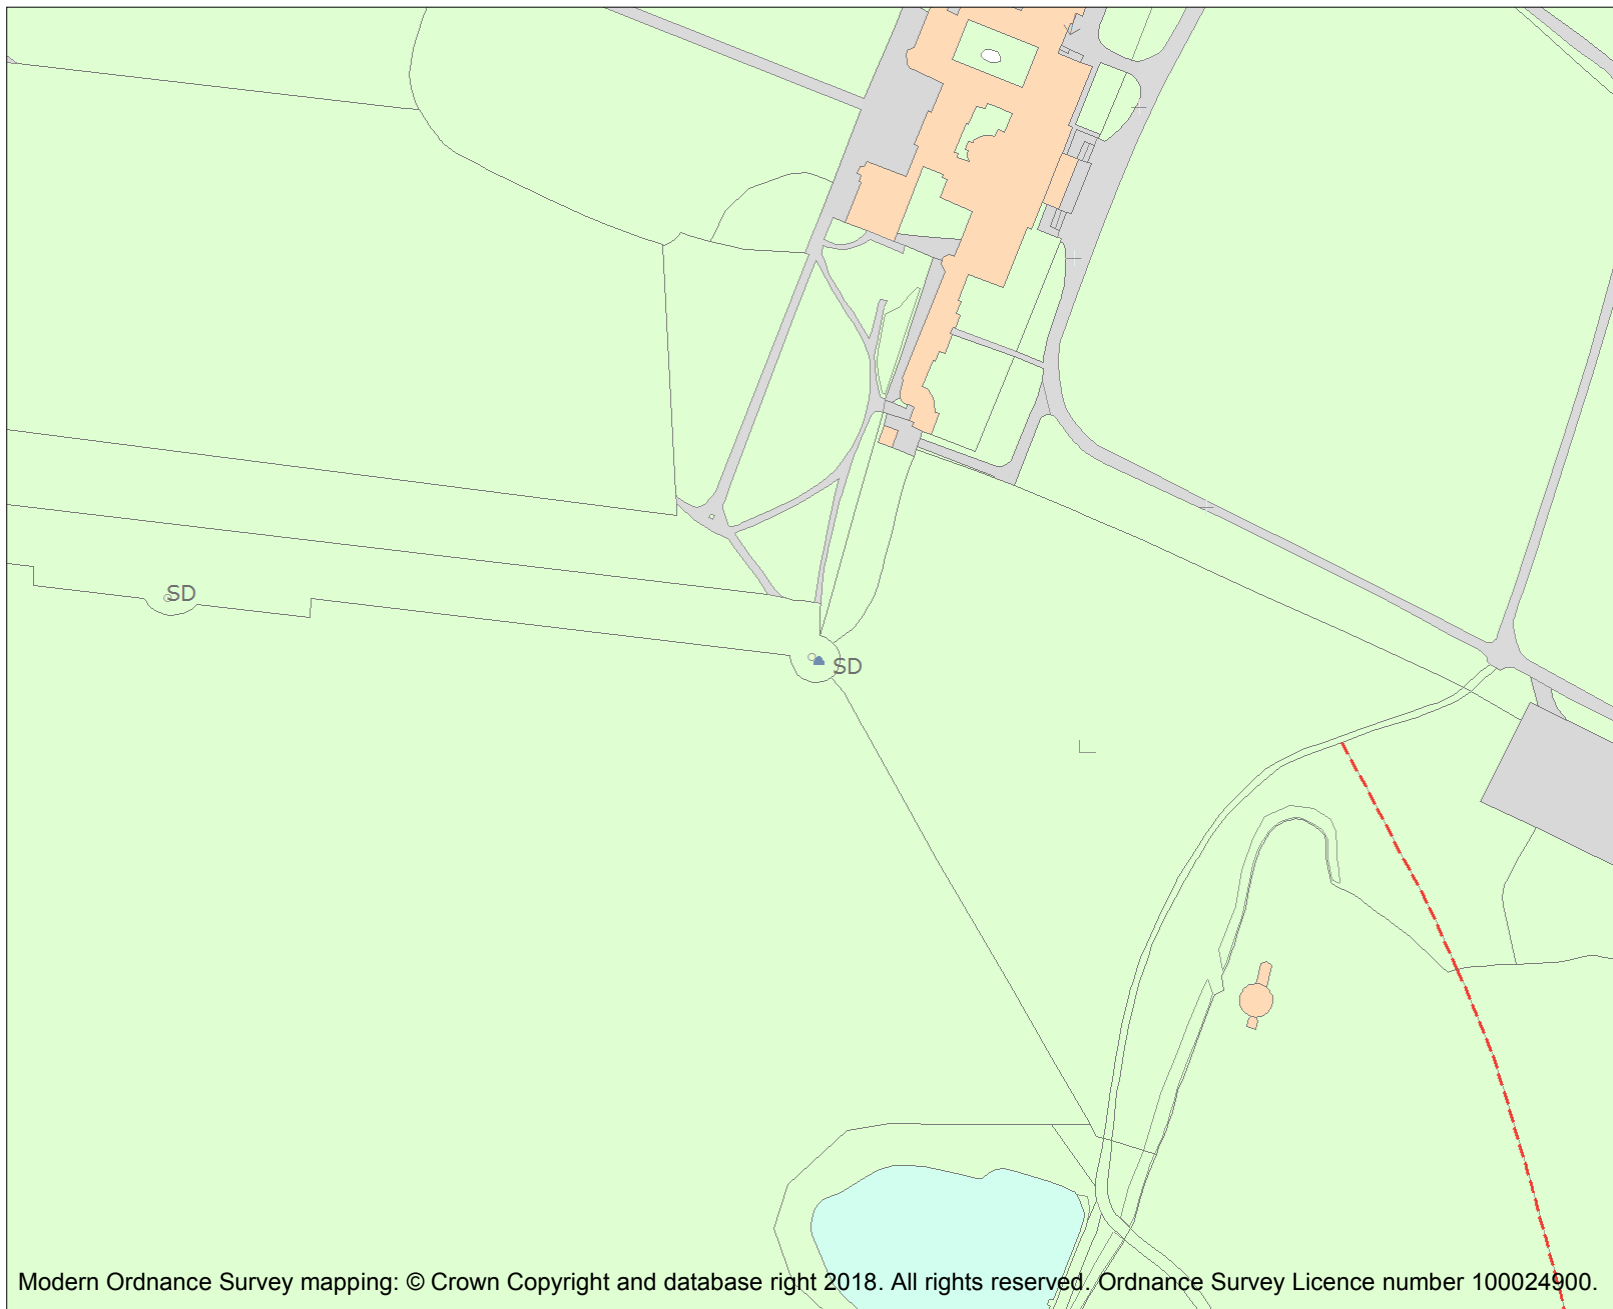 SD
SD
Modern Ordnance Survey mapping: © Crown Copyright and database right 2018. All rights reserved. Ordnance Survey Licence number 100024900.